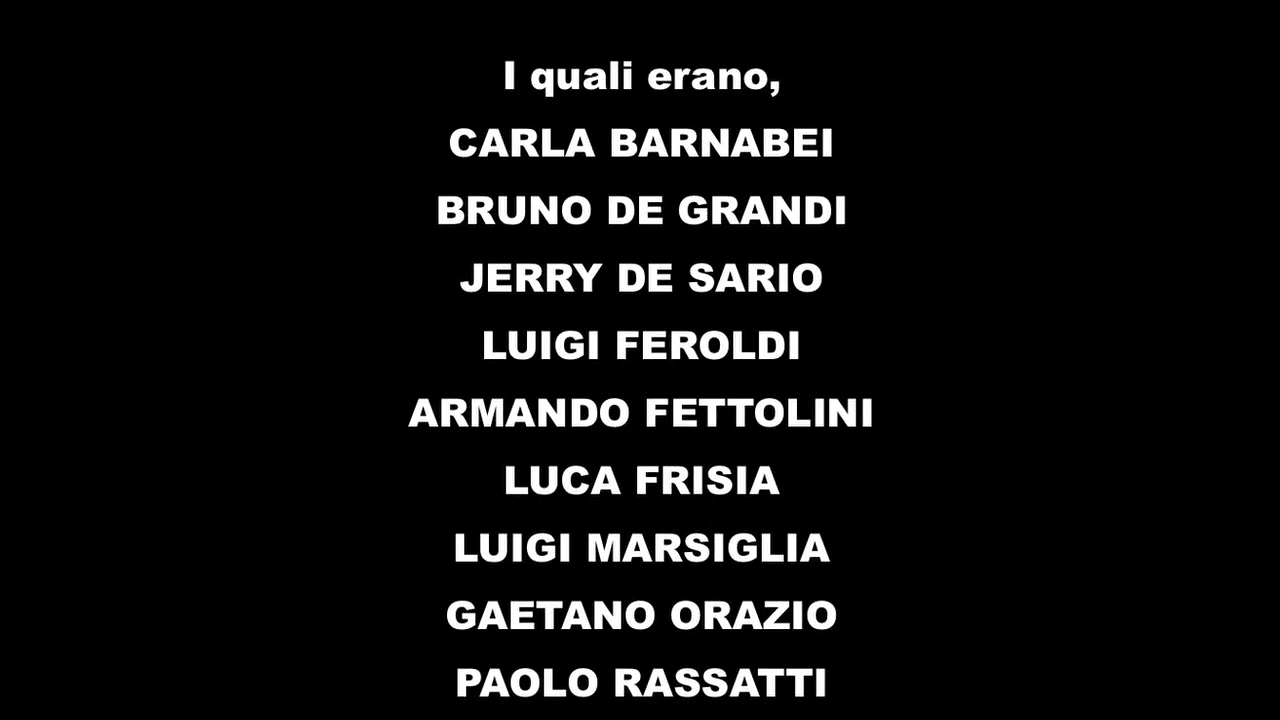 I quali erano,
CARLA BARNABEI
BRUNO DE GRANDI
JERRY DE SARIO
LUIGI FEROLDI
ARMANDO FETTOLINI
LUCA FRISIA
LUIGI MARSIGLIA
GAETANO ORAZIO
PAOLO RASSATTI